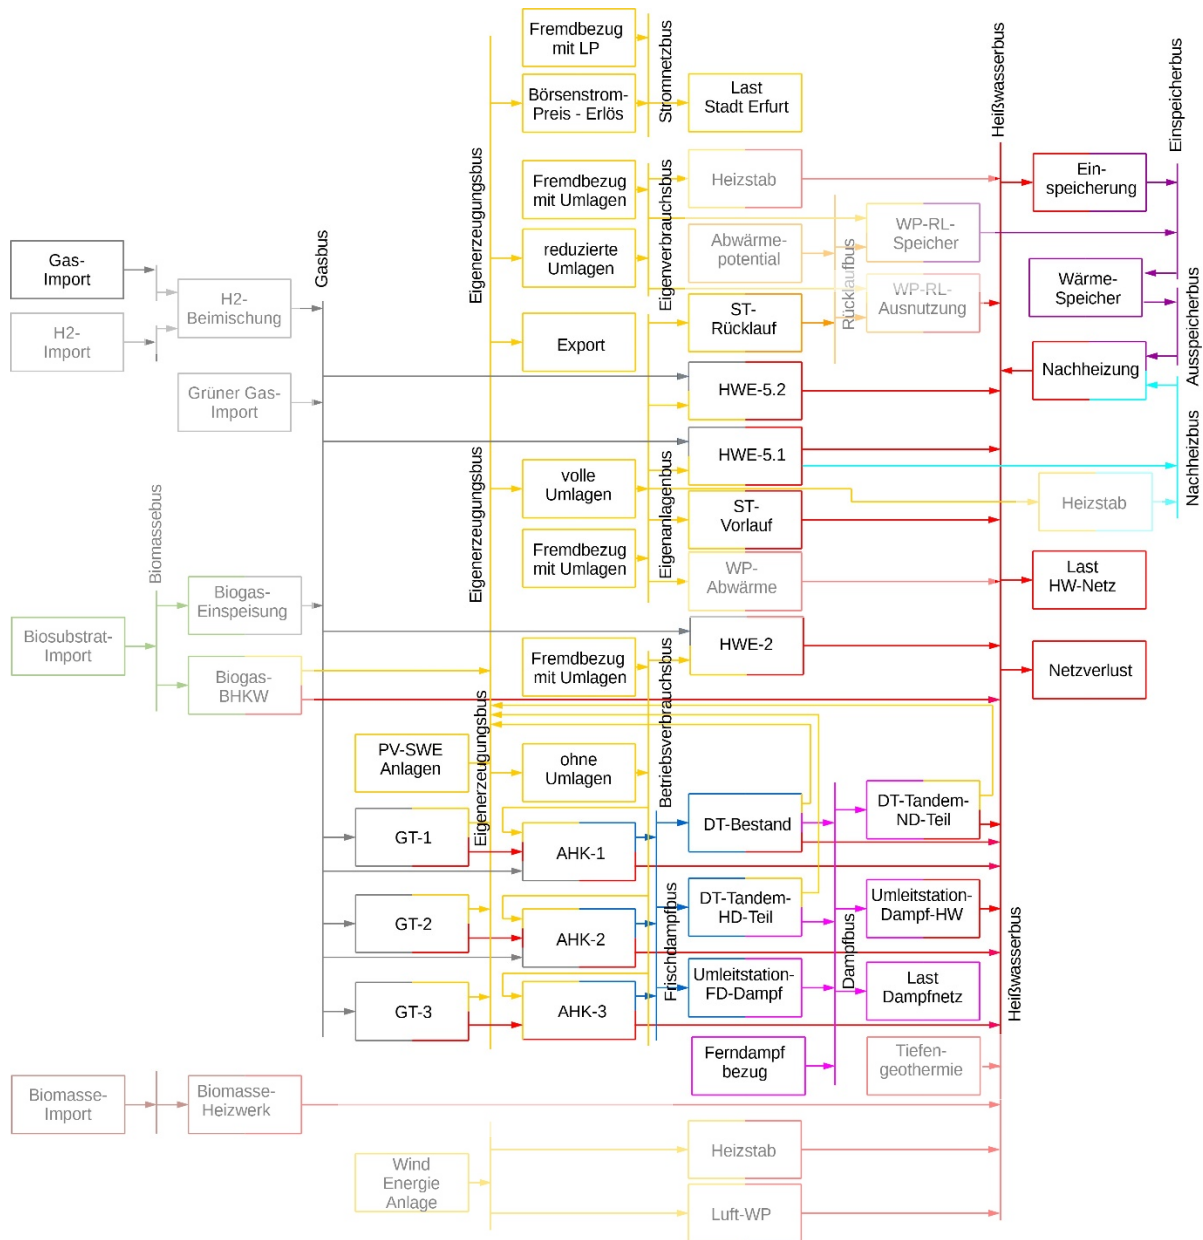 Fremdbezug
mit LP
Börsenstrom-
Preis - Erlös
Stromnetzbus
Last
Stadt Erfurt
Eigenerzeugungsbus
Heißwasserbus
Einspeicherbus
Fremdbezug
mit Umlagen
reduzierte
Umlagen
Export
Eigenverbrauchsbus
Heizstab
Abwärme-
potential
ST-
Rücklauf
Rücklaufbus
WP-RL-
Speicher
WP-RL-
Ausnutzung
Ein-
speicherung
Wärme-
Speicher
Nachheizung
Ausspeicherbus
Gas-
Import
H2-
Import
H2-
Beimischung
Grüner Gas-
Import
Gasbus
HWE-5.2
HWE-5.1
ST-
Vorlauf
WP-
Abwärme
HWE-2
Eigenerzeugungsbus
volle
Umlagen
Fremdbezug
mit Umlagen
Eigenanlagenbus
Nachheizbus
Heizstab
Last
HW-Netz
Netzverlust
Biomassebus
Biosubstrat-
Import
Biogas-
Einspeisung
Biogas-
BHKW
Fremdbezug
mit Umlagen
Betriebsverbrauchsbus
Eigenerzeugungsbus
PV-SWE
Anlagen
ohne
Umlagen
GT-1
AHK-1
DT-Bestand
DT-Tandem-
ND-Teil
GT-2
AHK-2
Frischdampfbus
DT-Tandem-
HD-Teil
Dampfbus
Umleitstation-
Dampf-HW
Heißwasserbus
GT-3
AHK-3
Umleitstation-
FD-Dampf
Last
Dampfnetz
Ferndampf
bezug
Tiefen-
geothermie
Biomasse-
Import
Biomasse-
Heizwerk
Wind
Energie
Anlage
Heizstab
Luft-WP